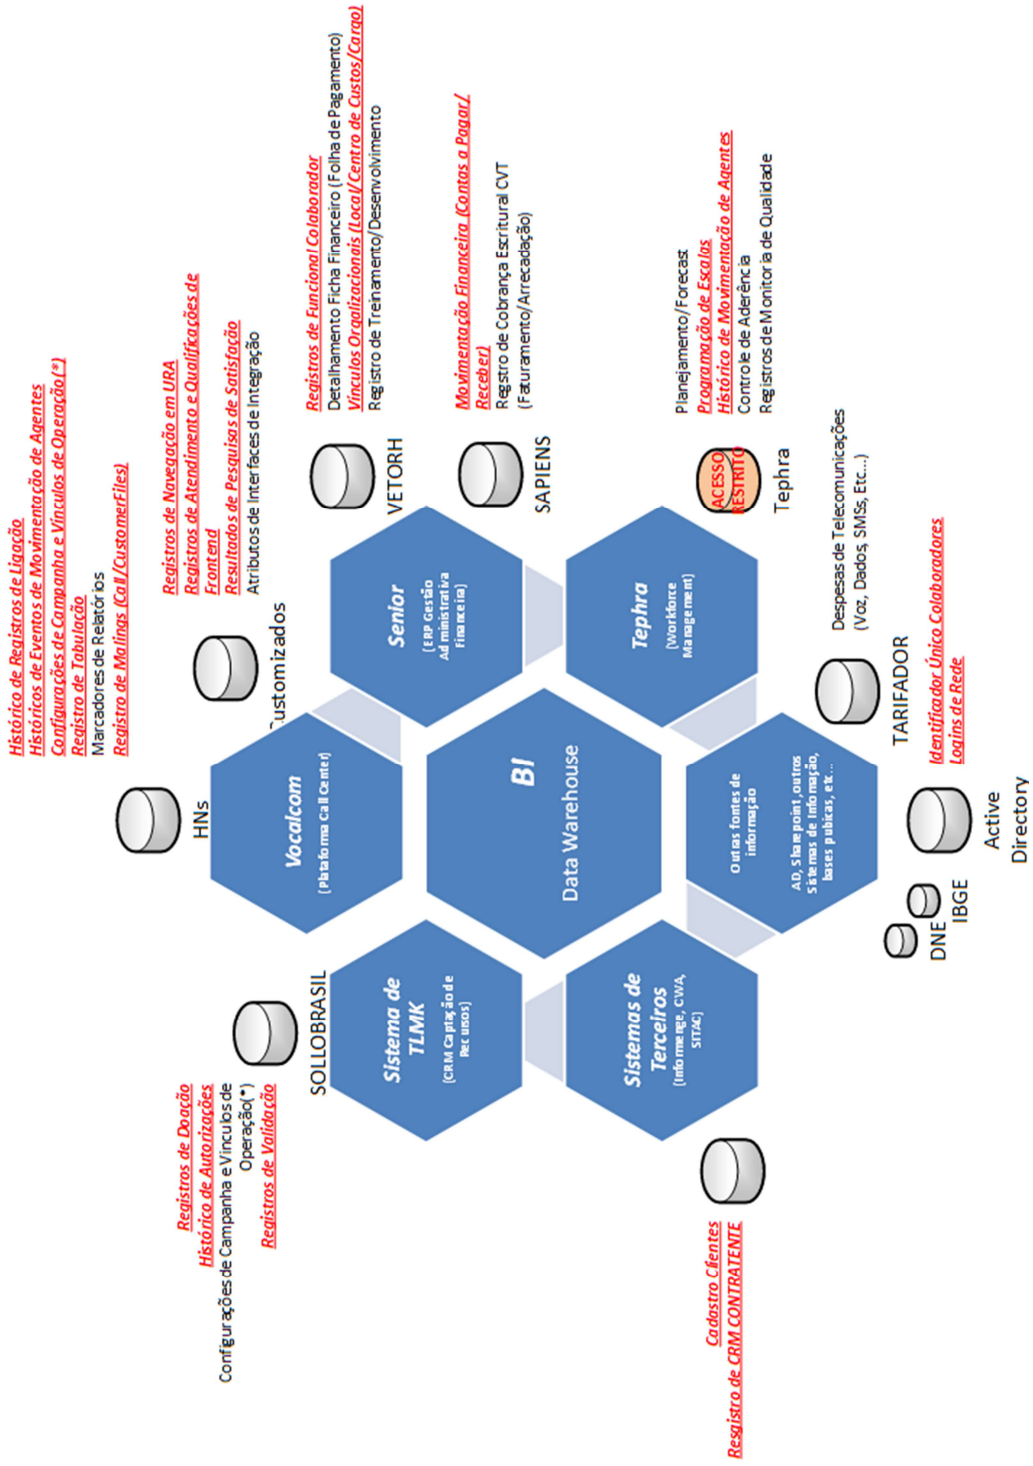 Histórico de Registros de Ligação
Históricos de Eventos de Movimentação de Agentes
Configurações de Campanha e Vínculos de Operação(*)
Registro de Tabulação
Marcadores de Relatórios
Registro de Mailings (Call/CustomerFiles)
HNs
Registros de Navegação em URA
Registros de Atendimento e Qualificações de
Frontend
Resultados de Pesquisas de Satisfação
Atributos de Interfaces de Integração
Customizados
Registros de Doação
Histórico de Autorizações
Configurações de Campanha e Vinculos de
Operação(*)
Registros de Validação
SOLLOBRASIL
Vocalcom
(Plataforma Call Center)
Registros de Funcional Colaborador
Detalhamento Ficha Financeiro (Folha de Pagamento)
Vínculos Orgalizacionais (Local/Centro de Custos/Cargo)
Registro de Treinamento/Desenvolvimento
VETORH
Sistema de
TLMK
(CRM Captação de
Recursos)
Senior
(ERP Gestão
Administrativa
Financeira)
Movimentação Financeira (Contas a Pagar/
Receber)
Regstro de Cobrança Escritural CVT
(Faturamento/Arrecadação)
SAPIENS
BI
Data Warehouse
Sistemas de
Terceiros
(Informenge, CWA,
SITAC)
Tephra
(Workforce
Management)
Planejamento/Forecast
Programação de Escalas
Histórico de Movimentação de Agentes
Controle de Aderência
Registros de Monitoria de Qualidade
ACESSO
RESTRITO
Tephra
Cadastro Clientes
Resgistro de CRM CONTRATENTE
Outras fontes de
informação
AD, Sharepoint, outros
Sistemas de Informação,
bases pubicas, etc...
Despesas de Telecomunicações
(Voz, Dados, SMSs, Etc...)
TARIFADOR
DNE
IBGE
Identificador Único Colaboradores
Logins de Rede
Active
Directory